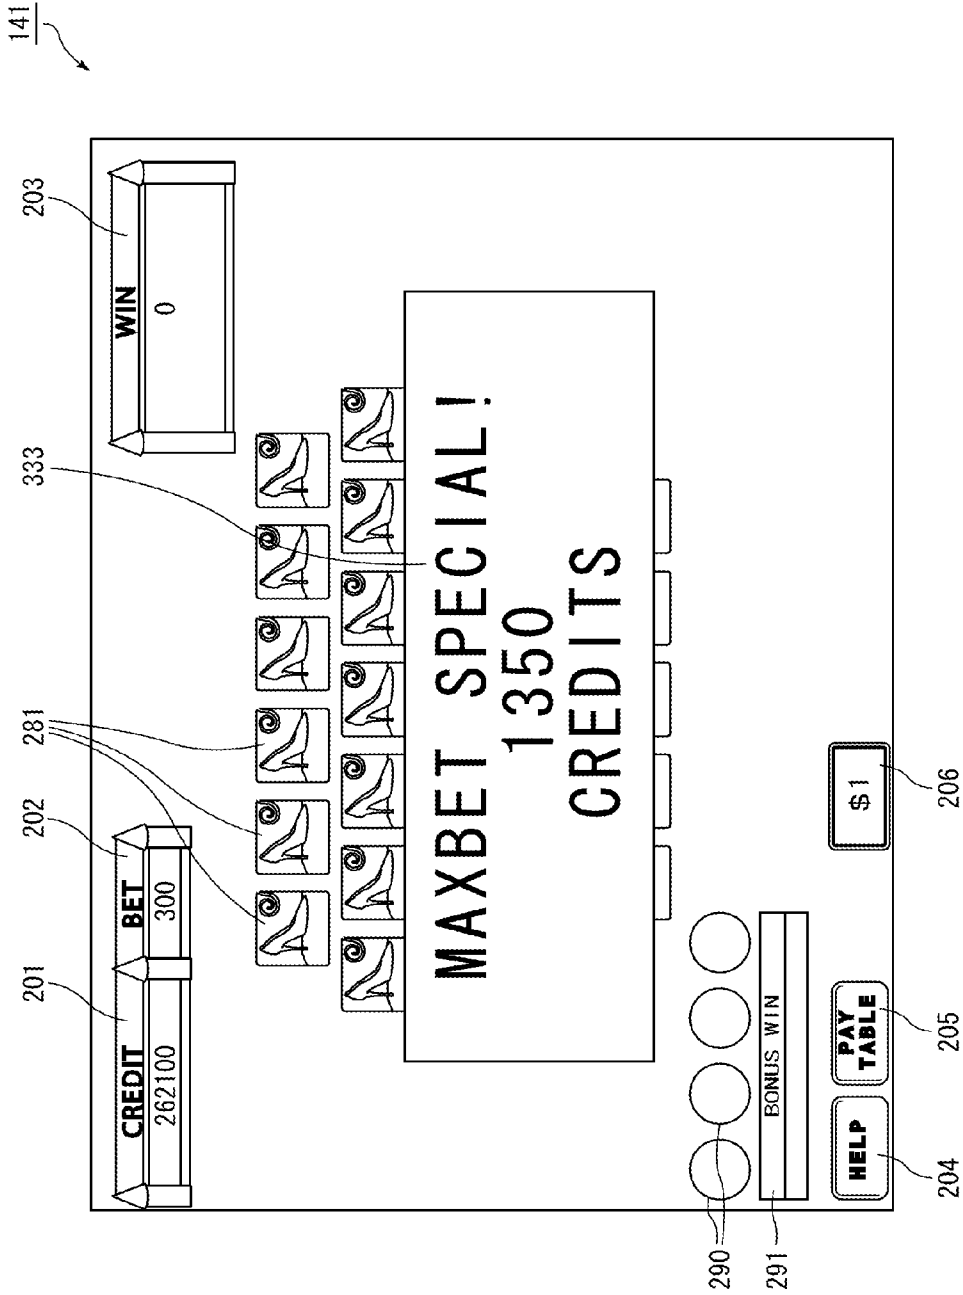 141
201
202
281
333
203
CREDIT
BET
WIN
262100
300
0
MAXBET SPECIAL!
1350
CREDITS
290
BONUS WIN
291
HELP
PAY
TABLE
$1
204
205
206